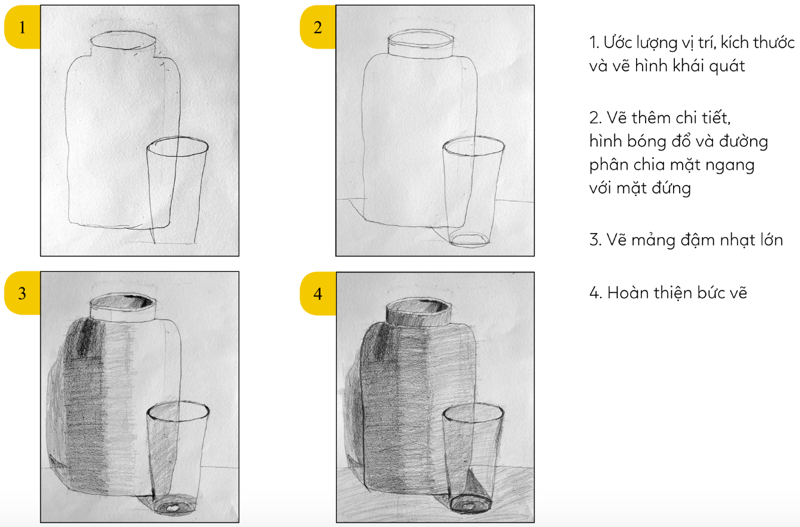 1
2
3
4
1. Ước lượng vị trí, kích thước
và vẽ hình khái quát
2. Vẽ thêm chi tiết,
hình bóng đổ và đường
phân chia mặt ngang
với mặt đứng
3. Vẽ mảng đậm nhạt lớn
4. Hoàn thiện bức vẽ